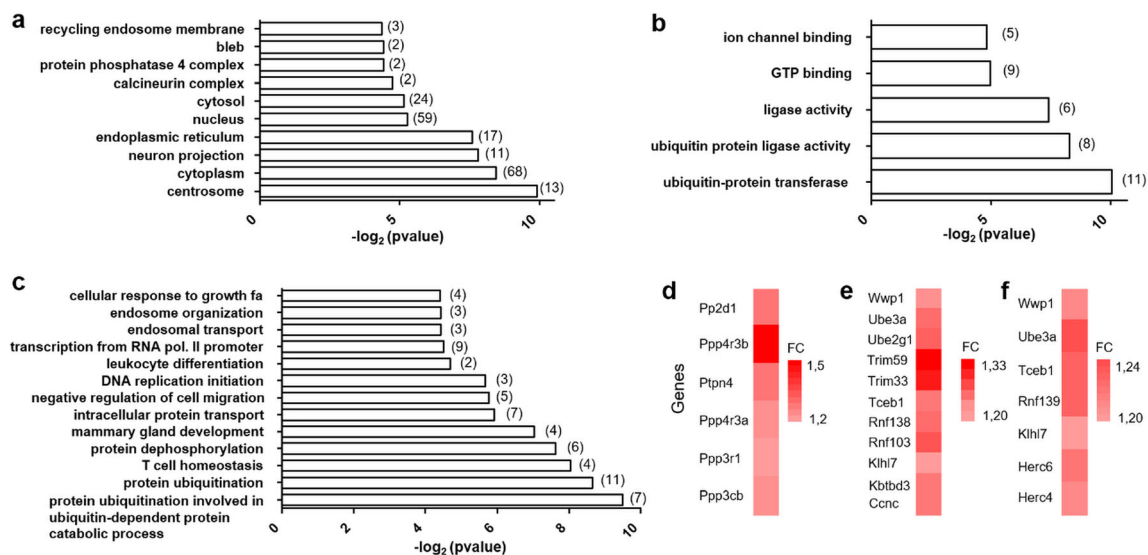 a
recycling endosome membrane (3)
bleb (2)
protein phosphatase 4 complex (2)
calcineurin complex (2)
cytosol (24)
nucleus (59)
endoplasmic reticulum (17)
neuron projection (11)
cytoplasm (68)
centrosome (13)
0 5 10
-log2 (pvalue)
b
ion channel binding (5)
GTP binding (9)
ligase activity (6)
ubiquitin protein ligase activity (8)
ubiquitin-protein transferase (11)
0 5 10
-log2 (pvalue)
c
cellular response to growth fa (4)
endosome organization (3)
endosomal transport (3)
transcription from RNA pol. II promoter (9)
leukocyte differentiation (2)
DNA replication initiation (3)
negative regulation of cell migration (5)
intracellular protein transport (7)
mammary gland development (4)
protein dephosphorylation (6)
T cell homeostasis (4)
protein ubiquitination (11)
protein ubiquitination involved in (7)
ubiquitin-dependent protein
catabolic process
0 2 4 6 8 10
-log2 (pvalue)
d
Genes
Pp2d1
Ppp4r3b
Ptpn4
Ppp4r3a
Ppp3r1
Ppp3cb
FC
1,5
1,2
e
Wwp1
Ube3a
Ube2g1
Trim59
Trim33
Tceb1
Rnf138
Rnf103
Klhl7
Kbtbd3
Ccnc
FC
1,33
1,20
f
Wwp1
Ube3a
Tceb1
Rnf139
Klhl7
Herc6
Herc4
FC
1,24
1,20